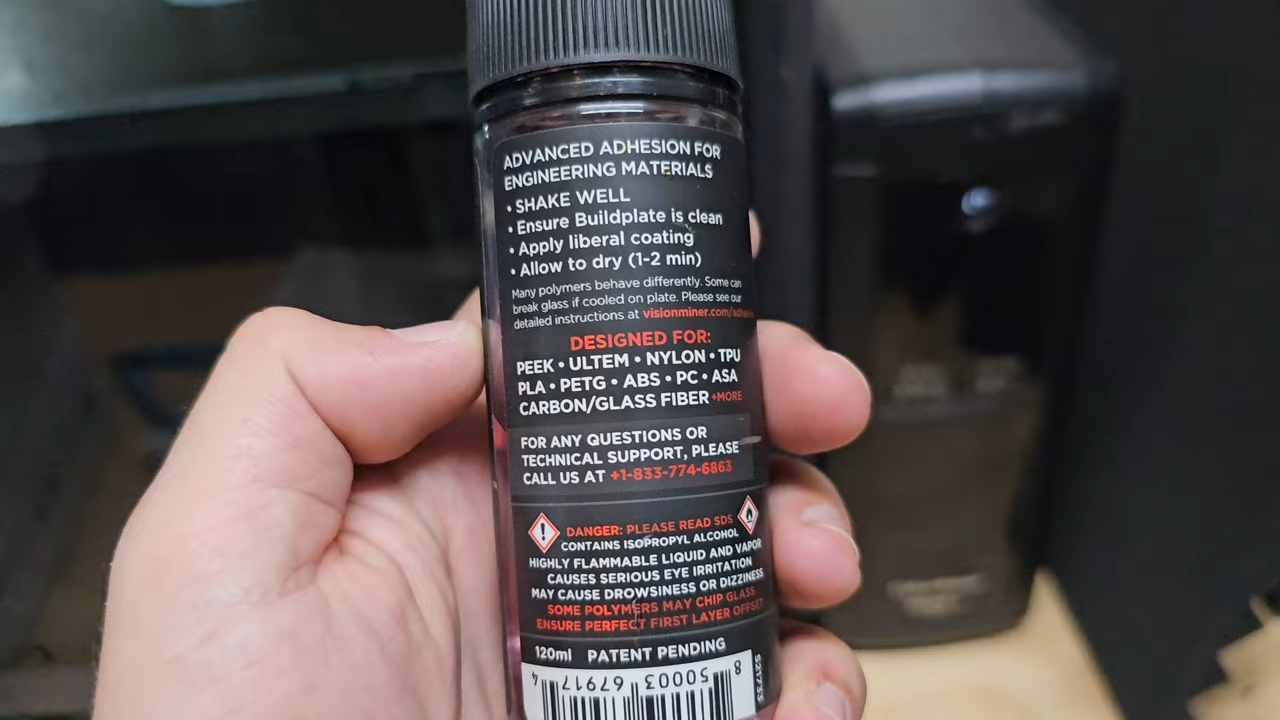 ADVANCED ADHESION FOR
ENGINEERING MATERIALS
• SHAKE WELL
• Ensure Buildplate is clean
• Apply liberal coating
• Allow to dry (1-2 min)
Many polymers behave differently. Some can
break glass if cooled on plate. Please see our
detailed instructions at visionminer.com/adhe
DESIGNED FOR:
PEEK • ULTEM • NYLON • TPU
PLA • PETG • ABS • PC • ASA
CARBON/GLASS FIBER +MORE
FOR ANY QUESTIONS OR
TECHNICAL SUPPORT, PLEASE
CALL US AT +1-833-774-6863
DANGER: PLEASE READ SDS
CONTAINS ISOPROPYL ALCOHOL
HIGHLY FLAMMABLE LIQUID AND VAPOR
CAUSES SERIOUS EYE IRRITATION
MAY CAUSE DROWSINESS OR DIZZINESS
SOME POLYMERS MAY CHIP GLASS
ENSURE PERFECT FIRST LAYER OFFSET
120ml PATENT PENDING
8 50003 67917 4